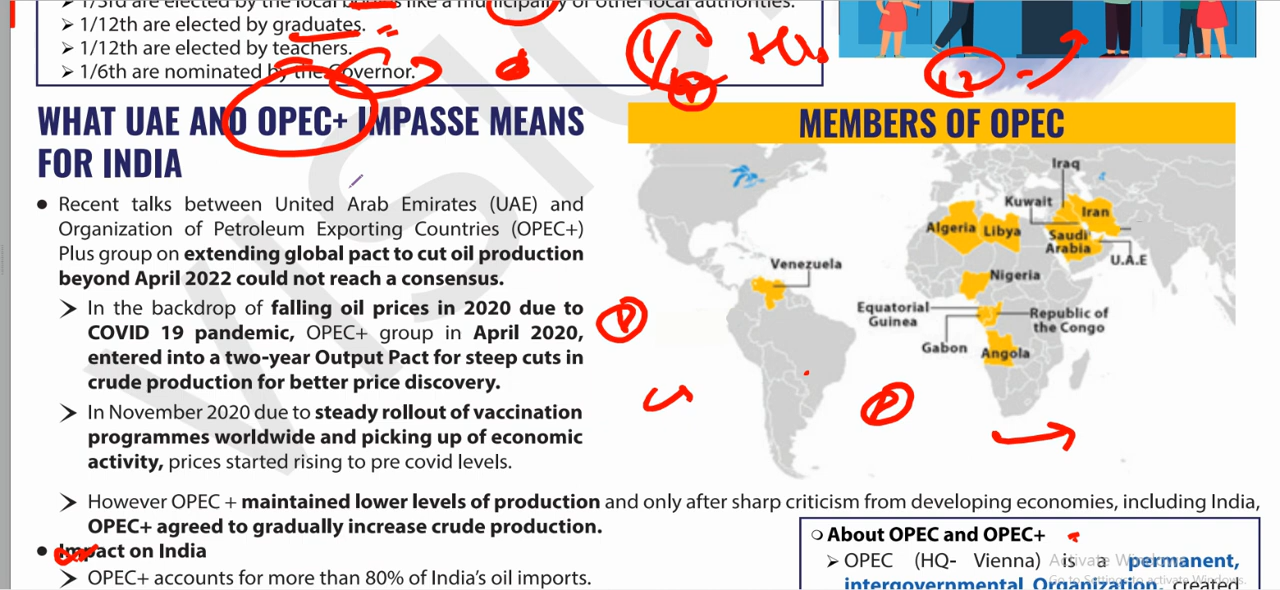 ➤ 1/3rd are elected by the local bodies like a municipality or other local authorities.
➤ 1/12th are elected by graduates.
➤ 1/12th are elected by teachers.
➤ 1/6th are nominated by the Governor.
12
WHAT UAE AND OPEC+ IMPASSE MEANS
FOR INDIA
● Recent talks between United Arab Emirates (UAE) and
Organization of Petroleum Exporting Countries (OPEC+)
Plus group on extending global pact to cut oil production
beyond April 2022 could not reach a consensus.
➤ In the backdrop of falling oil prices in 2020 due to
COVID 19 pandemic, OPEC+ group in April 2020,
entered into a two-year Output Pact for steep cuts in
crude production for better price discovery.
➤ In November 2020 due to steady rollout of vaccination
programmes worldwide and picking up of economic
activity, prices started rising to pre covid levels.
➤ However OPEC + maintained lower levels of production and only after sharp criticism from developing economies, including India,
OPEC+ agreed to gradually increase crude production.
● Impact on India
➤ OPEC+ accounts for more than 80% of India's oil imports.
MEMBERS OF OPEC
Iraq
Kuwait
Iran
Algeria
Libya
Saudi
Arabia
U.A.E
Venezuela
Nigeria
Equatorial
Guinea
Republic of
the Congo
Gabon
Angola
P
P
○ About OPEC and OPEC+
➤ OPEC (HQ- Vienna) is a permanent,
intergovernmental Organization, created
Activate Windows
Go to Settings to activate Windows.